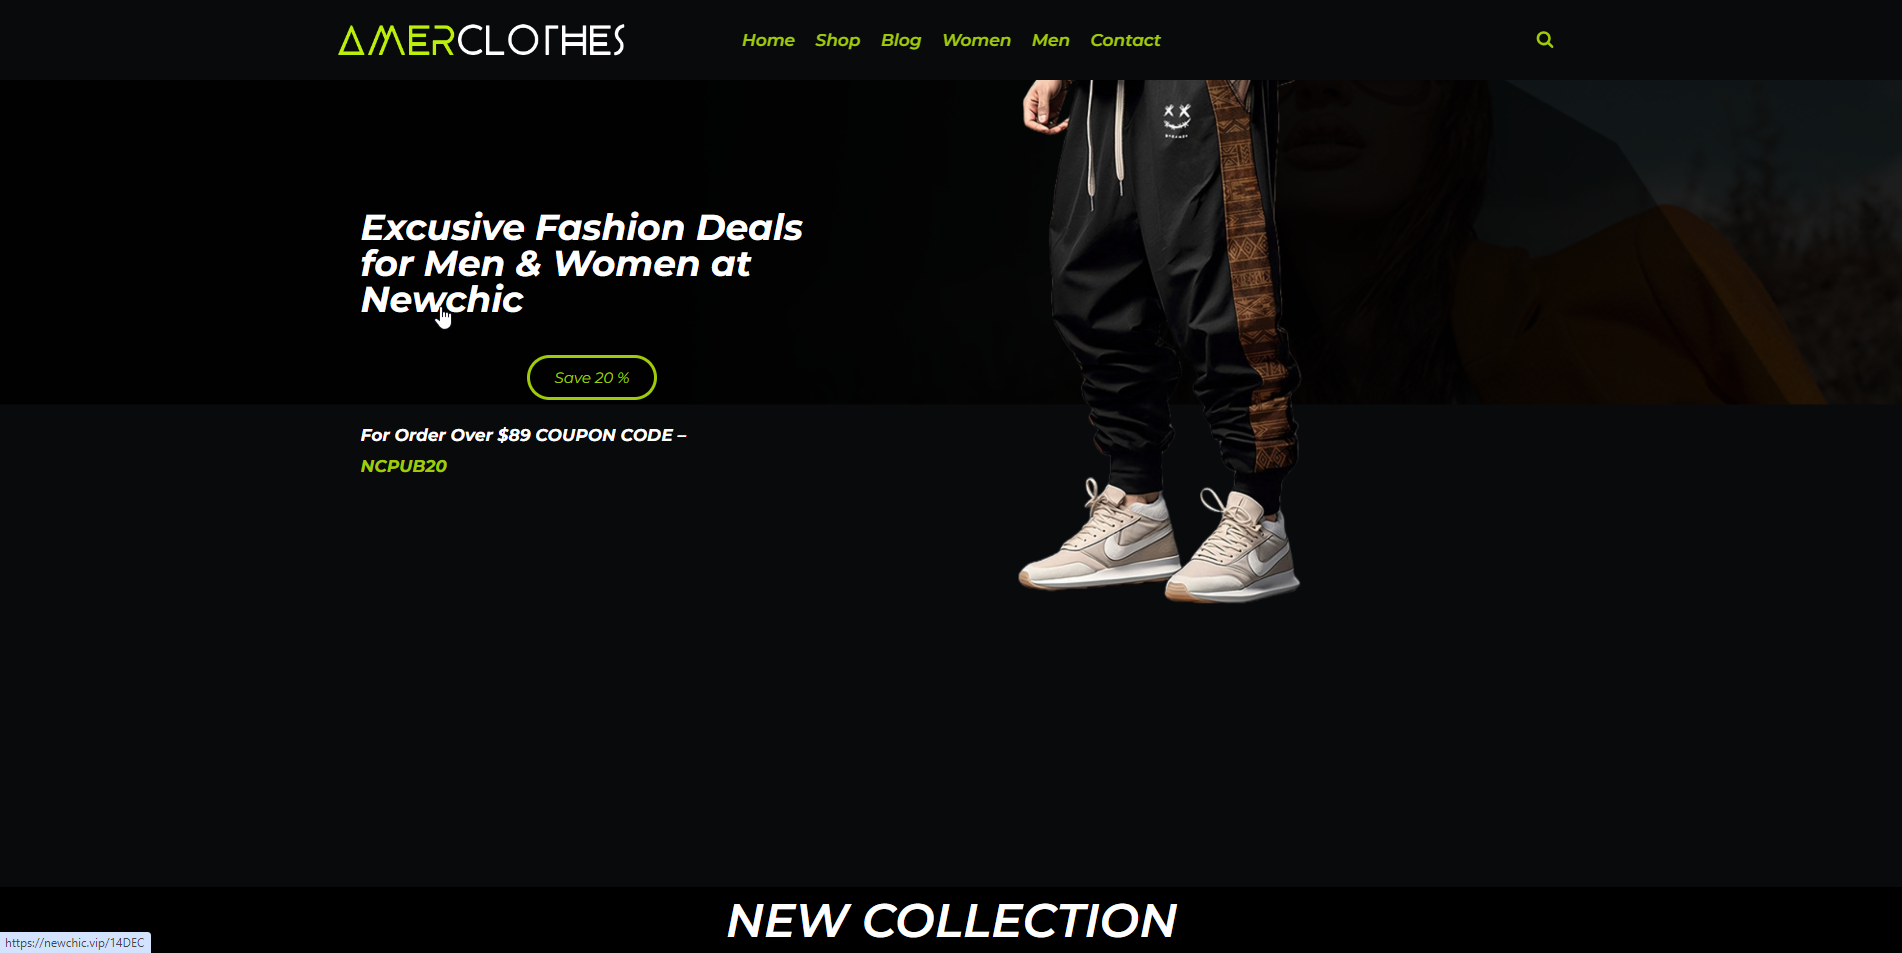 AMERCLOTHES
Home Shop Blog Women Men Contact
Excusive Fashion Deals
for Men & Women at
Newchic
Save 20 %
For Order Over $89 COUPON CODE –
NCPUB20
NEW COLLECTION
https://newchic.vip/14DEC